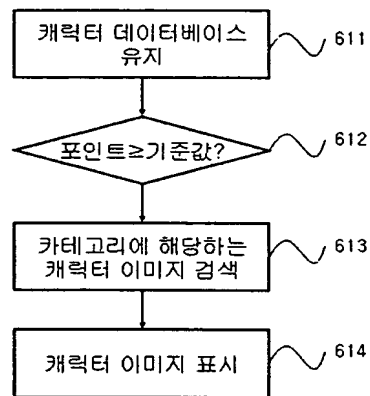 캐릭터 데이터베이스
유지
611
포인트≥기준값?
612
카테고리에 해당하는
캐릭터 이미지 검색
613
캐릭터 이미지 표시
614